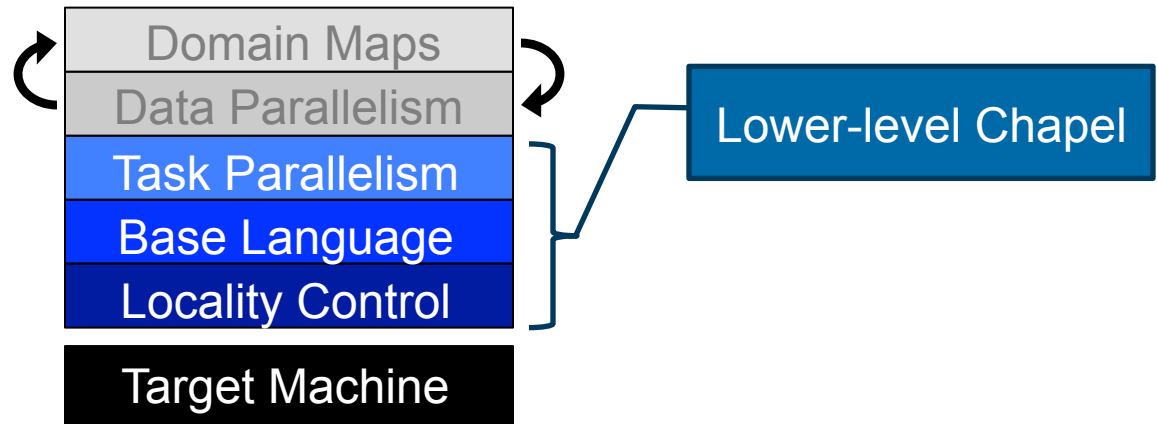 Domain Maps
Data Parallelism
Task Parallelism
Base Language
Locality Control
Target Machine
Lower-level Chapel